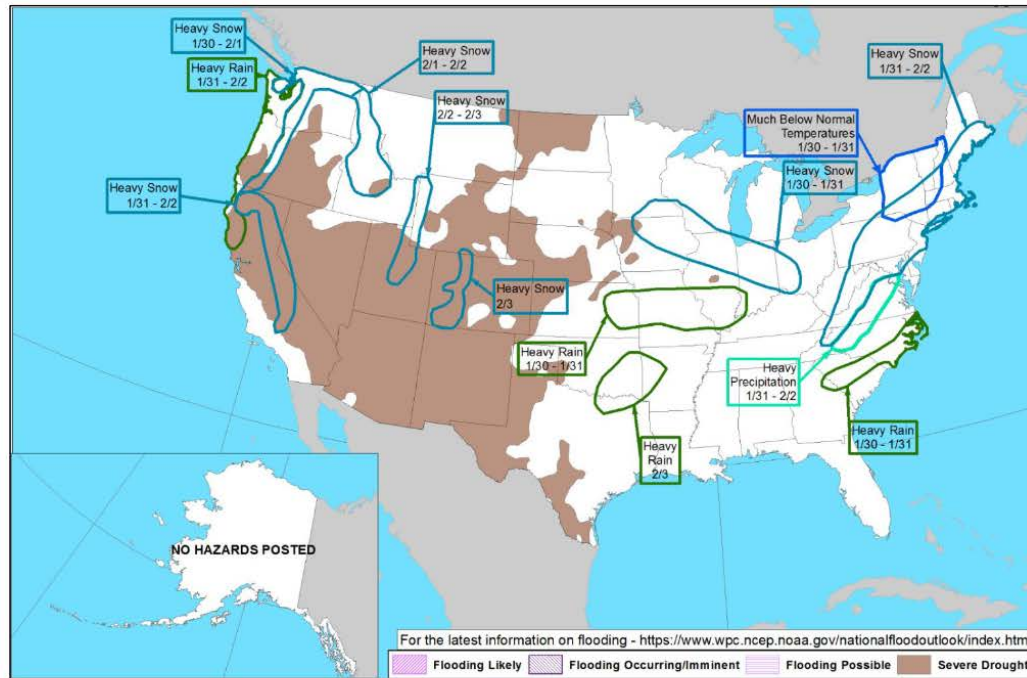 Heavy Snow
1/30 - 2/1
Heavy Rain
1/31 - 2/2
Heavy Snow
2/1 - 2/2
Heavy Snow
2/2 - 2/3
Heavy Snow
1/31 - 2/2
Much Below Normal
Temperatures
1/30 - 1/31
Heavy Snow
1/30 - 1/31
Heavy Snow
1/31 - 2/2
Heavy Snow
2/3
Heavy Rain
1/30 - 1/31
Heavy
Precipitation
1/31 - 2/2
Heavy
Rain
2/3
Heavy Rain
1/30 - 1/31
NO HAZARDS POSTED
For the latest information on flooding - https://www.wpc.ncep.noaa.gov/nationalfloodoutlook/index.htm
Flooding Likely
Flooding Occurring/Imminent
Flooding Possible
Severe Drought